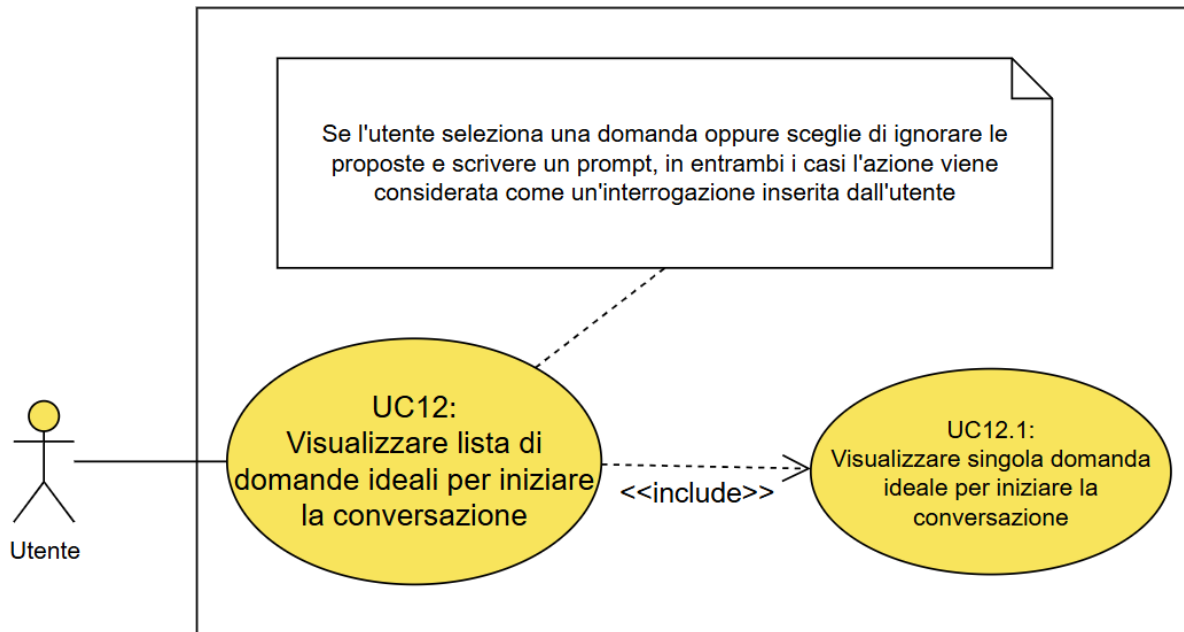 Se l'utente seleziona una domanda oppure sceglie di ignorare le
proposte e scrivere un prompt, in entrambi i casi l'azione viene
considerata come un'interrogazione inserita dall'utente
UC12:
Visualizzare lista di
domande ideali per iniziare
la conversazione
<<include>>
UC12.1:
Visualizzare singola domanda
ideale per iniziare la
conversazione
Utente